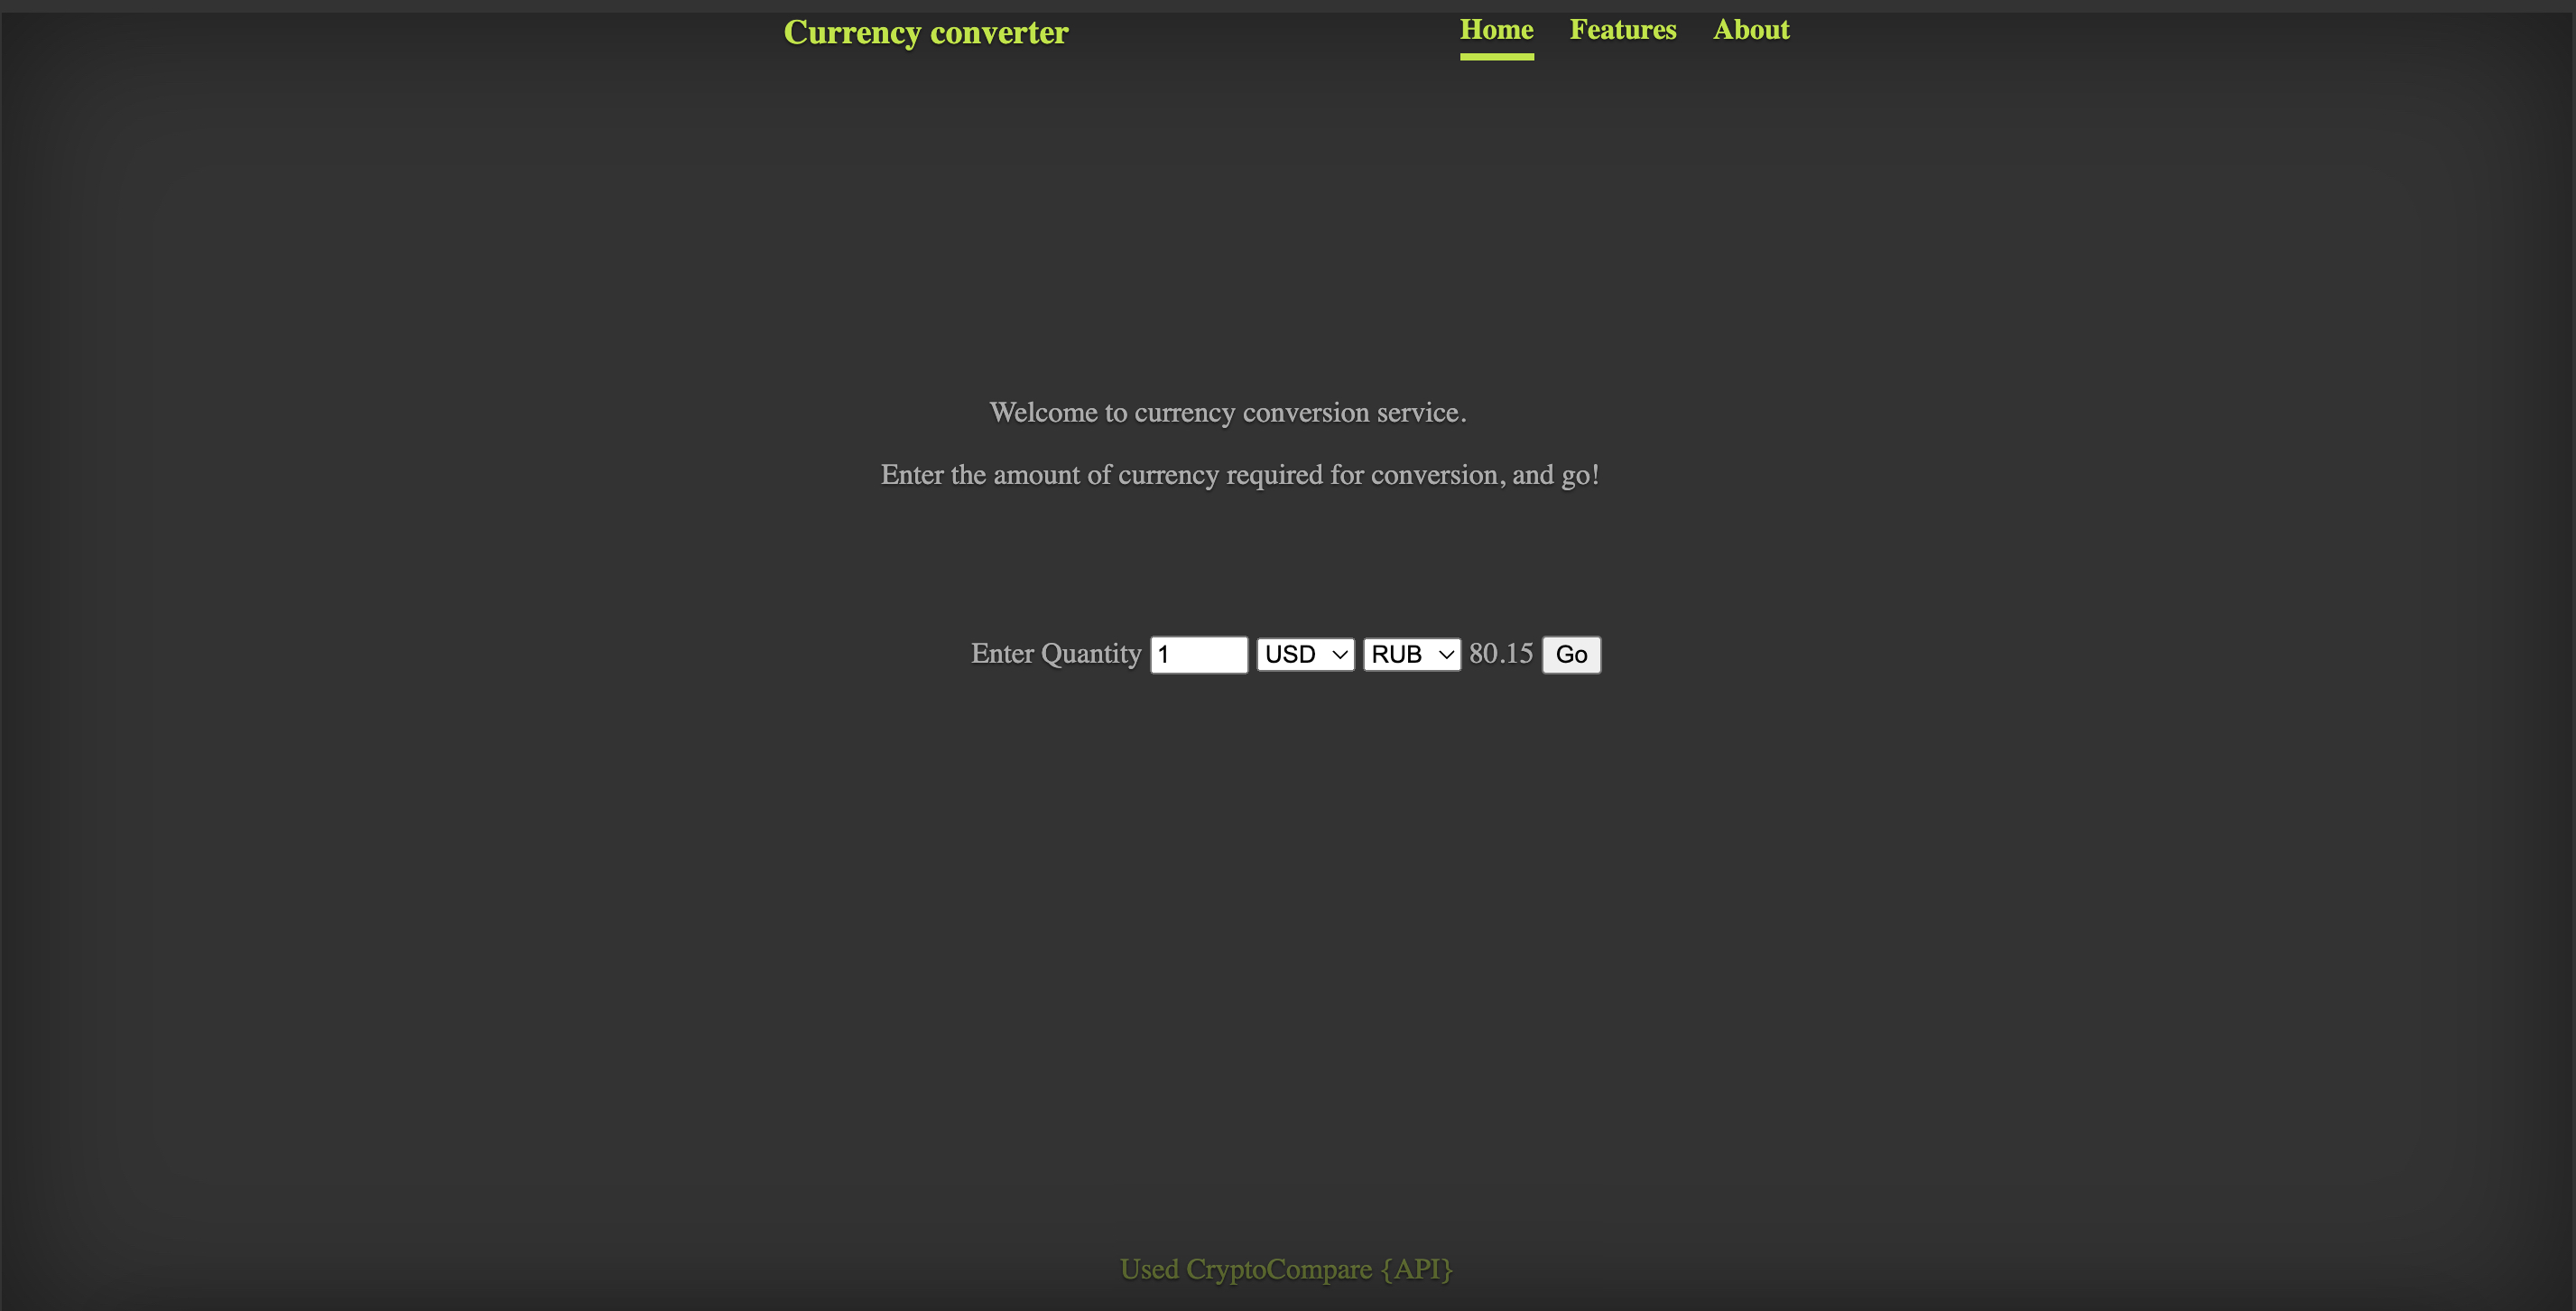 Currency converter Home Features About
Welcome to currency conversion service.
Enter the amount of currency required for conversion, and go!
Enter Quantity 1 USD RUB 80.15 Go
Used CryptoCompare {API}